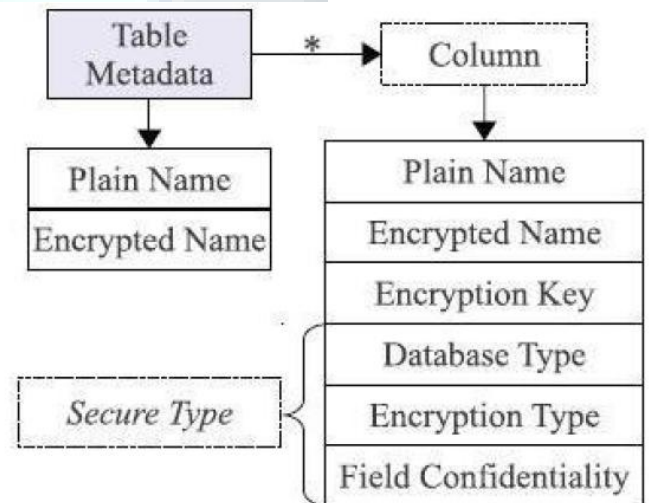 Table
Metadata
*
Column
Plain Name
Encrypted Name
Plain Name
Encrypted Name
Encryption Key
Database Type
Encryption Type
Field Confidentiality
Secure Type